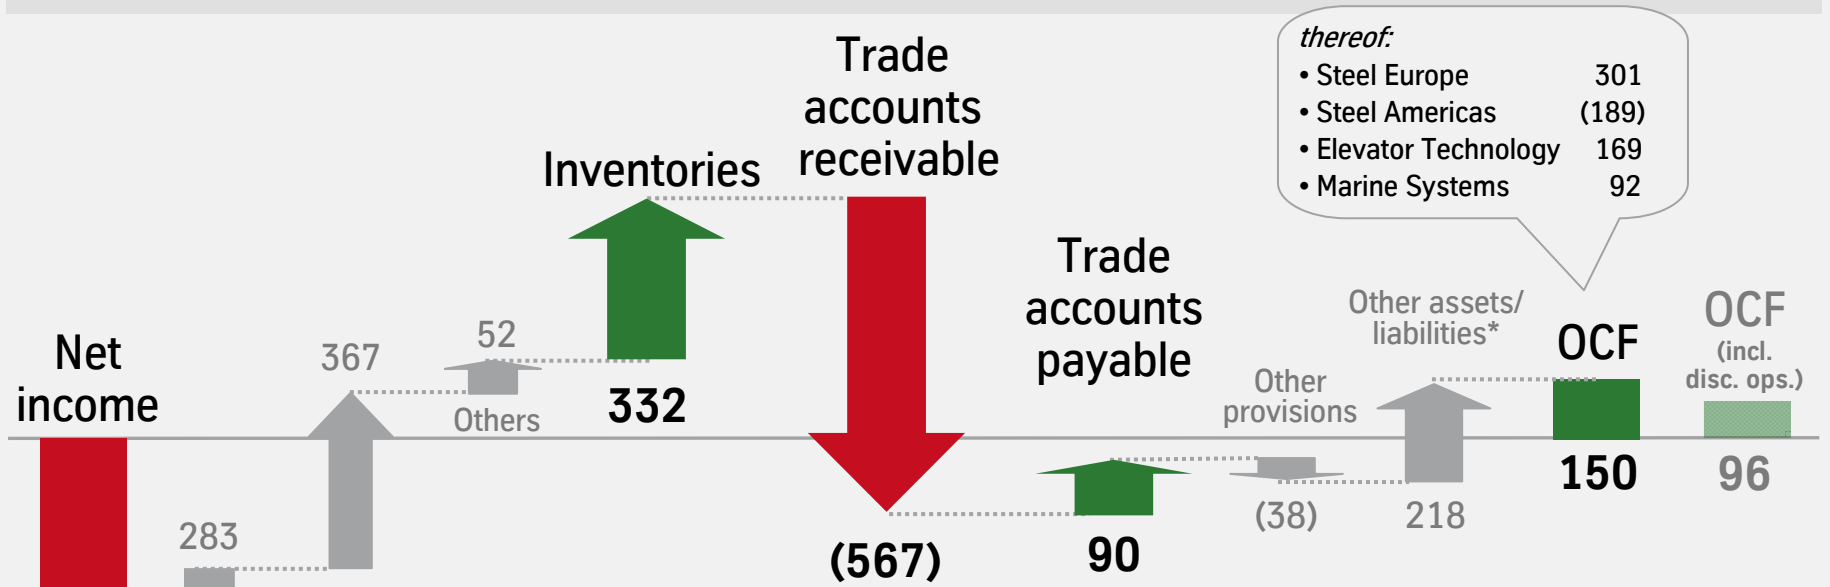 Trade
accounts
receivable
thereof:
• Steel Europe 301
• Steel Americas (189)
• Elevator Technology 169
• Marine Systems 92
Inventories
Trade
accounts
payable
Other assets/
liabilities*
OCF
OCF
(incl.
disc. ops.)
Net
income
367
52
Others
332
Other
provisions
150
96
283
(567)
90
(38)
218